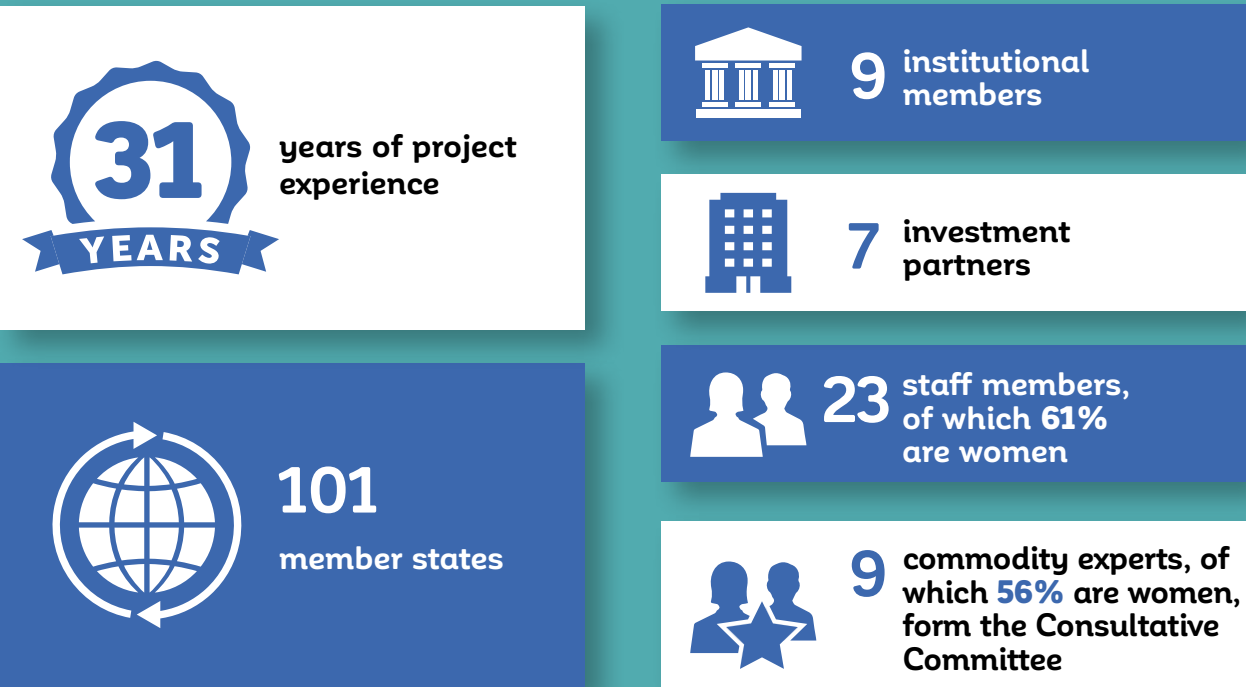 31
YEARS
years of project
experience
101
member states
9
institutional
members
7
investment
partners
23
staff members,
of which 61%
are women
9
commodity experts, of
which 56% are women,
form the Consultative
Committee